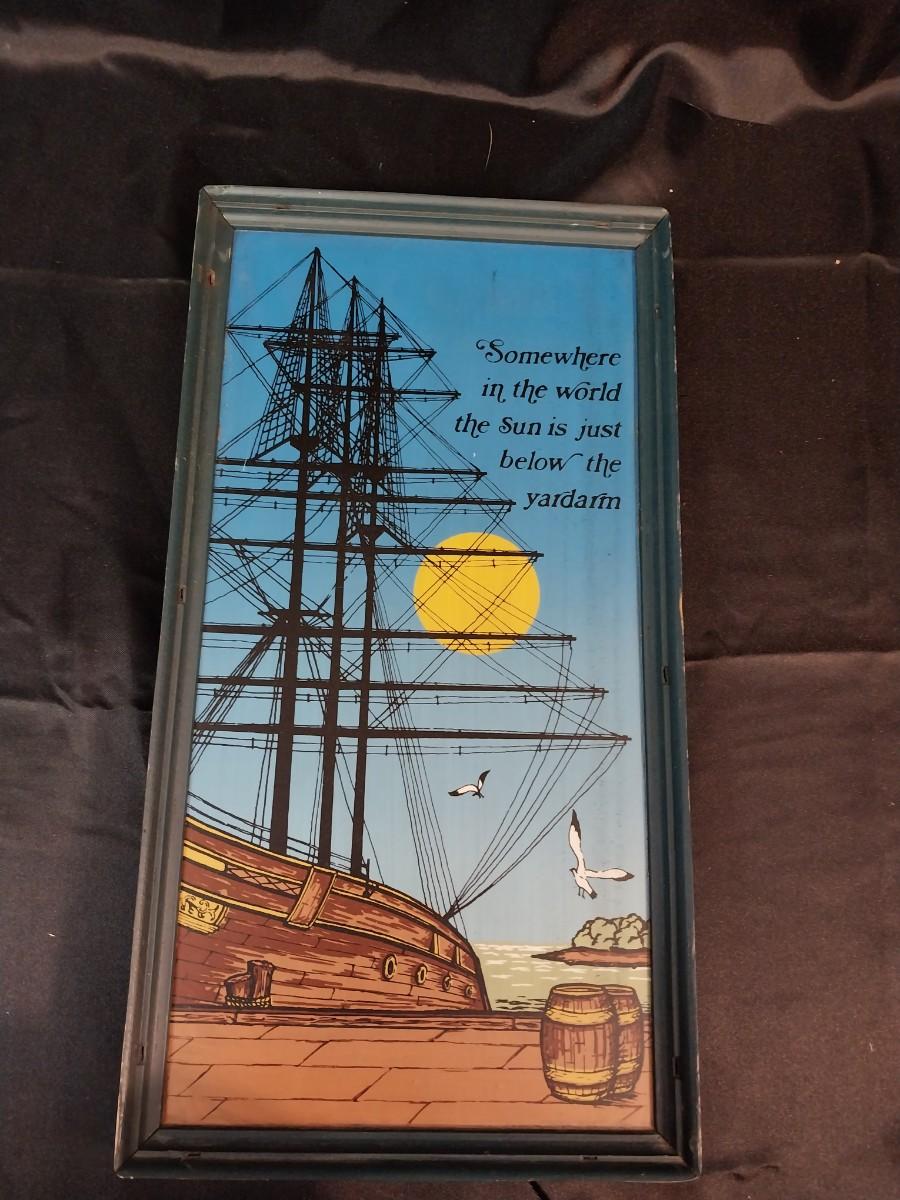 Somewhere
in the world
the Sun is just
below the
yardarm